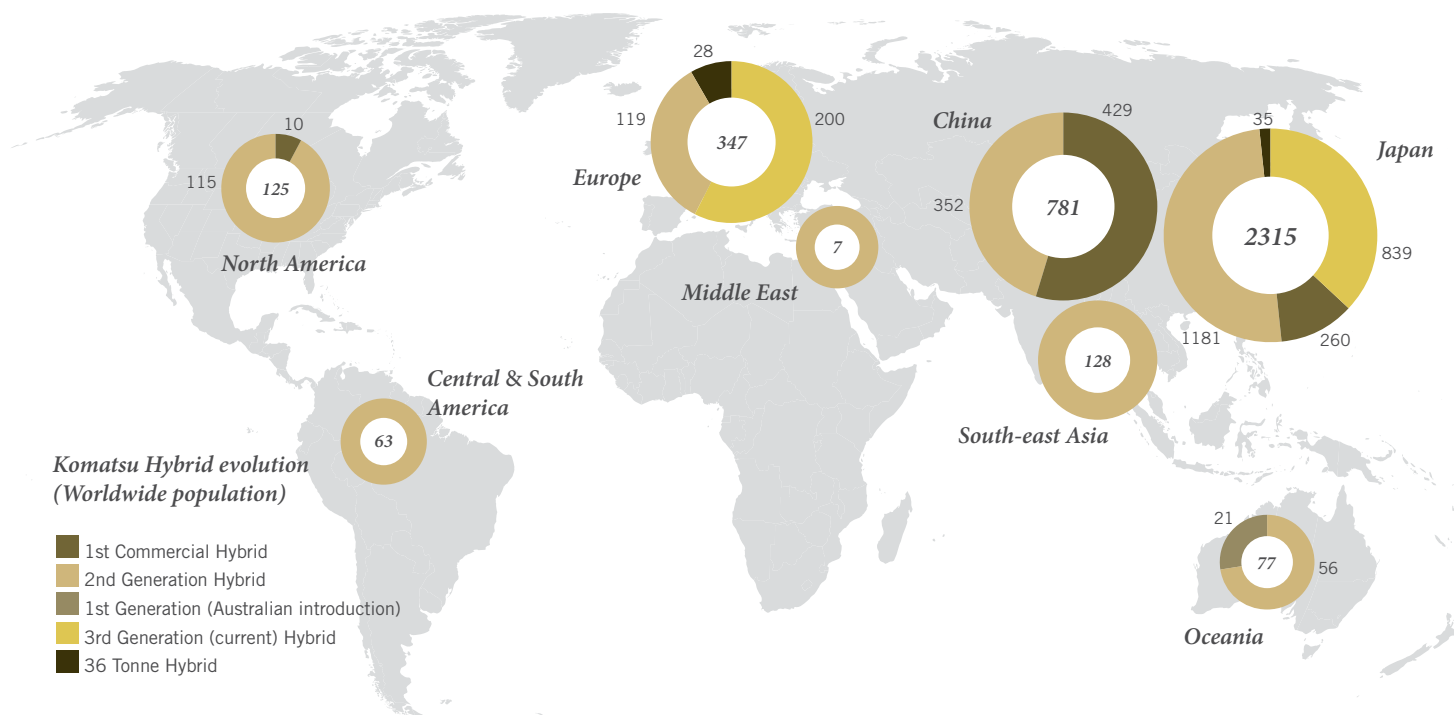 28
119
347
200
Europe
10
115
125
North America
China
429
352
781
35
Japan
2315
839
1181
260
7
Middle East
128
South-east Asia
Central & South
America
63
Komatsu Hybrid evolution
(Worldwide population)
1st Commercial Hybrid
2nd Generation Hybrid
1st Generation (Australian introduction)
3rd Generation (current) Hybrid
36 Tonne Hybrid
21
77
56
Oceania